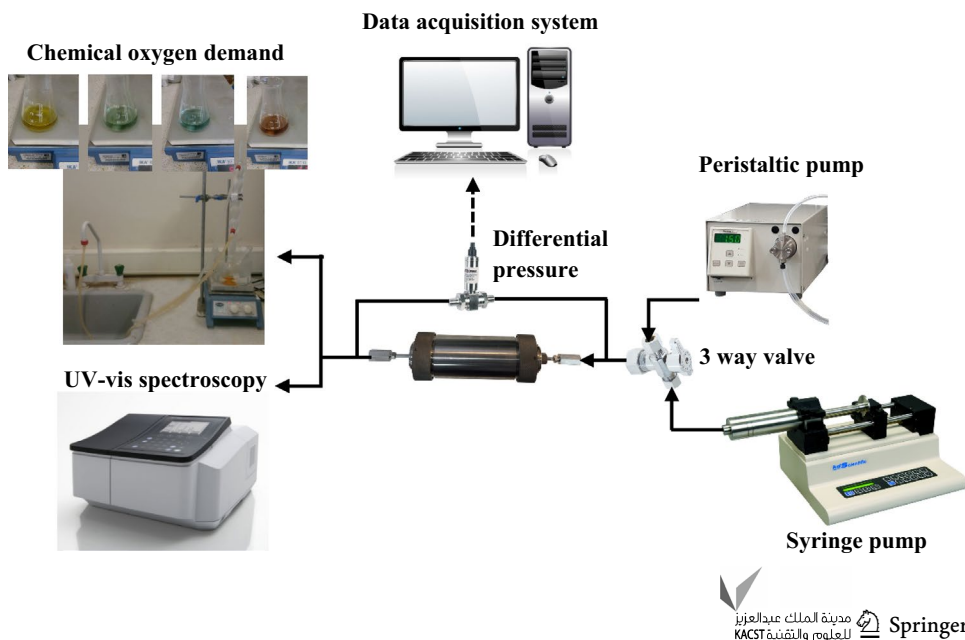 Data acquisition system
Chemical oxygen demand
Peristaltic pump
Differential
pressure
3 way valve
UV-vis spectroscopy
Syringe pump
مدينة الملك عبدالعزيز
للعلوم والتقنية KACST
Springer